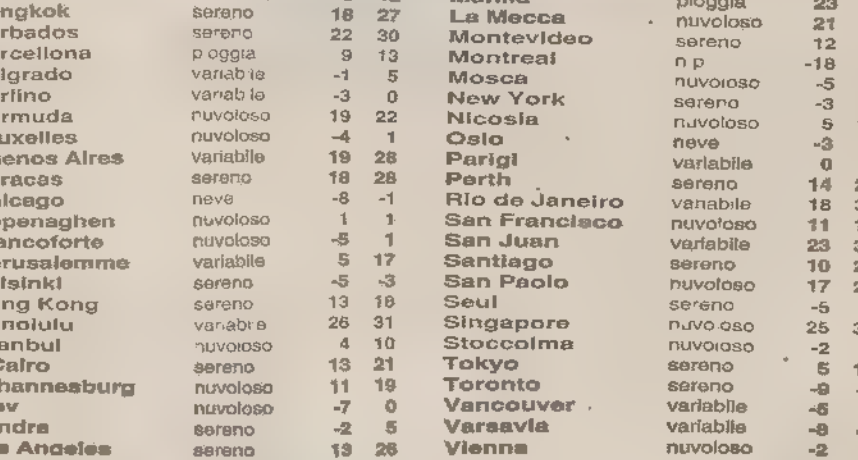 ngkok sereno 18 27
rbados sereno 22 30
rcellona pioggia 9 13
lgrado variabile -1 5
rlino variabile -3 0
rmuda nuvoloso 19 22
uxelles nuvoloso -4 1
enos Aires variabile 19 28
racas sereno 18 28
icago neve -8 -1
penaghen nuvoloso 1 1
ancoforte nuvoloso -5 1
erusalemme variabile 5 17
lsinki sereno -5 -3
ng Kong sereno 13 18
nolulu variabile 26 31
anbul nuvoloso 4 10
Cairo sereno 13 21
hannesburg nuvoloso 11 19
ev nuvoloso -7 0
ndra sereno -2 5
s Angeles sereno 13 26
pioggia 23
La Mecca nuvoloso 21
Montevideo sereno 12
Montreal n p -18
Mosca nuvoloso -5
New York sereno -3
Nicosia nuvoloso 5
Oslo neve -3
Parigi variabile 0
Perth sereno 14
Rio de Janeiro variabile 18
San Francisco nuvoloso 11
San Juan variabile 23
Santiago sereno 10
San Paolo nuvoloso 17
Seul sereno -5
Singapore nuvoloso 25
Stoccolma nuvoloso -2
Tokyo sereno 5
Toronto sereno -9
Vancouver variabile
Varsavia variabile
Vienna nuvoloso -2